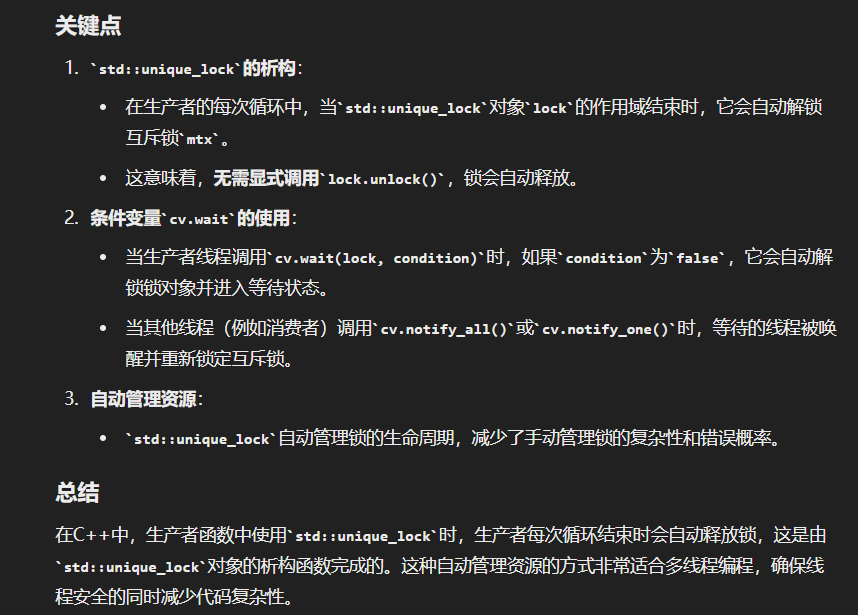 关键点
1. `std::unique_lock`的析构：
• 在生产者的每次循环中，当`std::unique_lock`对象`lock`的作用域结束时，它会自动解锁
互斥锁`mtx`。
• 这意味着，无需显式调用`lock.unlock()`，锁会自动释放。
2. 条件变量`cv.wait`的使用：
• 当生产者线程调用`cv.wait(lock, condition)`时，如果`condition`为`false`，它会自动解
锁锁对象并进入等待状态。
• 当其他线程（例如消费者）调用`cv.notify_all()`或`cv.notify_one()`时，等待的线程被唤
醒并重新锁定互斥锁。
3. 自动管理资源：
• `std::unique_lock`自动管理锁的生命周期，减少了手动管理锁的复杂性和错误概率。
总结
在C++中，生产者函数中使用`std::unique_lock`时，生产者每次循环结束时会自动释放锁，这是由
`std::unique_lock`对象的析构函数完成的。这种自动管理资源的方式非常适合多线程编程，确保线
程安全的同时减少代码复杂性。